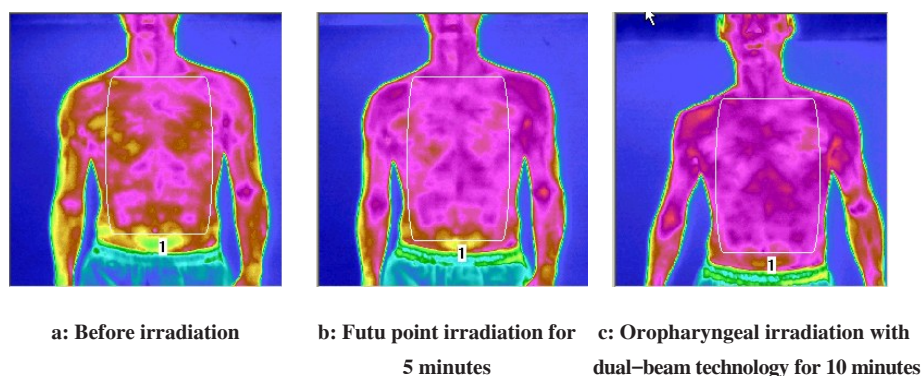 1
1
1
a: Before irradiation
b: Futu point irradiation for
5 minutes
c: Oropharyngeal irradiation with
dual−beam technology for 10 minutes